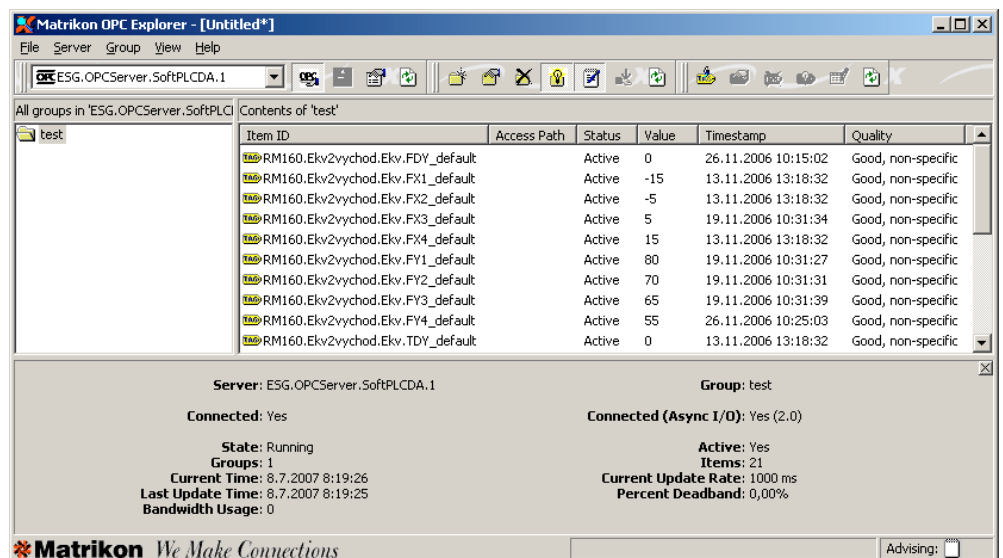 Matrikon OPC Explorer - [Untitled*]
File Server Group View Help
OPC ESG.OPCServer.SoftPLCDA.1
All groups in 'ESG.OPCServer.SoftPLCI Contents of 'test'
test
Item ID Access Path Status Value Timestamp Quality
TAG RM160.Ekv2vychod.Ekv.FDY_default Active 0 26.11.2006 10:15:02 Good, non-specific
TAG RM160.Ekv2vychod.Ekv.FX1_default Active -15 13.11.2006 13:18:32 Good, non-specific
TAG RM160.Ekv2vychod.Ekv.FX2_default Active -5 13.11.2006 13:18:32 Good, non-specific
TAG RM160.Ekv2vychod.Ekv.FX3_default Active 5 19.11.2006 10:31:34 Good, non-specific
TAG RM160.Ekv2vychod.Ekv.FX4_default Active 15 13.11.2006 13:18:32 Good, non-specific
TAG RM160.Ekv2vychod.Ekv.FY1_default Active 80 19.11.2006 10:31:27 Good, non-specific
TAG RM160.Ekv2vychod.Ekv.FY2_default Active 70 19.11.2006 10:31:31 Good, non-specific
TAG RM160.Ekv2vychod.Ekv.FY3_default Active 65 19.11.2006 10:31:39 Good, non-specific
TAG RM160.Ekv2vychod.Ekv.FY4_default Active 55 26.11.2006 10:25:03 Good, non-specific
TAG RM160.Ekv2vychod.Ekv.TDY_default Active 0 13.11.2006 13:18:32 Good, non-specific
Server: ESG.OPCServer.SoftPLCDA.1 Group: test
Connected: Yes Connected (Async I/O): Yes (2.0)
State: Running Active: Yes
Groups: 1 Items: 21
Current Time: 8.7.2007 8:19:26 Current Update Rate: 1000 ms
Last Update Time: 8.7.2007 8:19:25 Percent Deadband: 0,00%
Bandwidth Usage: 0
Matrikon We Make Connections Advising: